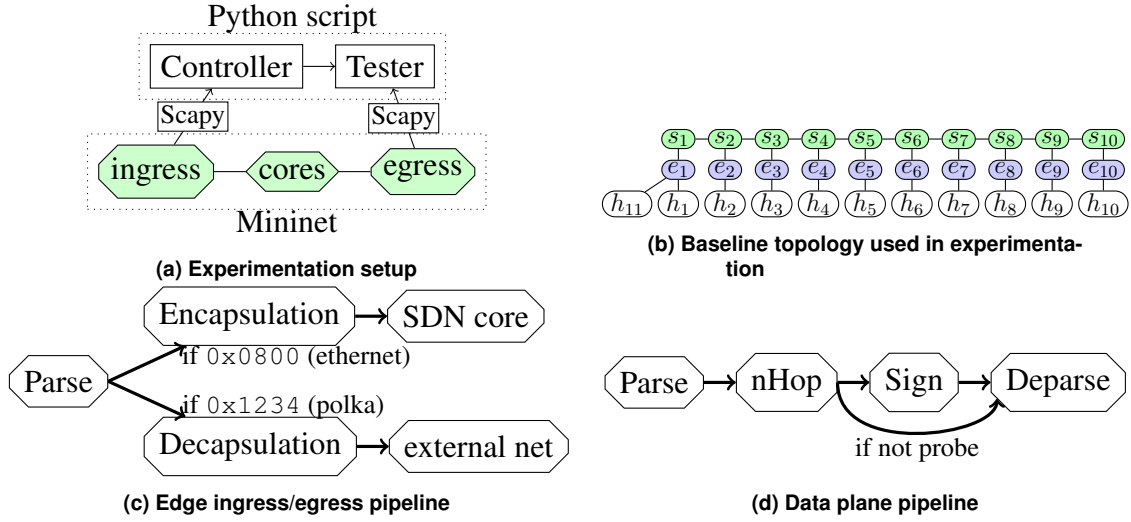 Python script
Controller
Tester
Scapy
Scapy
ingress
cores
egress
Mininet
(a) Experimentation setup
s1 s2 s3 s4 s5 s6 s7 s8 s9 s10
e1 e2 e3 e4 e5 e6 e7 e8 e9 e10
h11 h1 h2 h3 h4 h5 h6 h7 h8 h9 h10
(b) Baseline topology used in experimenta-
tion
Encapsulation
SDN core
if 0x0800 (ethernet)
Parse
if 0x1234 (polka)
Decapsulation
external net
(c) Edge ingress/egress pipeline
Parse
nHop
Sign
Deparse
if not probe
(d) Data plane pipeline